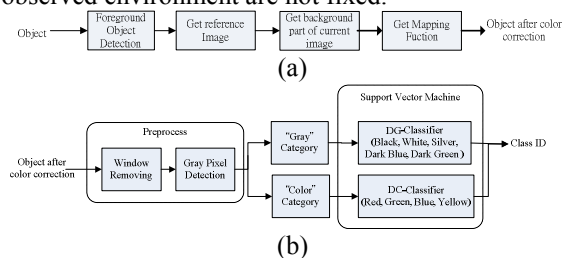 observed environment are not fixed.
Object
Foreground
Object
Detection
Get reference
Image
Get background
part of current
image
Get Mapping
Fuction
Object after color
correction
(a)
Support Vector Machine
Preprocess
Object after
color correction
Window
Removing
Gray Pixel
Detection
"Gray"
Category
DG-Classifier
(Black, White, Silver,
Dark Blue, Dark Green)
Class ID
"Color"
Category
DC-Classifier
(Red, Green, Blue, Yellow)
(b)